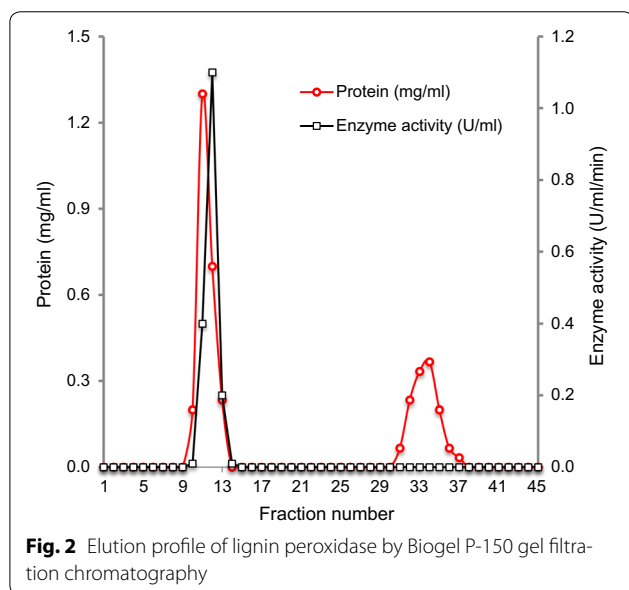 1.5
1.2
1.0
0.8
0.6
0.4
0.2
0.0
1.2
0.9
0.6
0.3
0.0
Protein (mg/ml)
Enzyme activity (U/ml)
Protein (mg/ml)
Enzyme activity (U/ml/min)
1 5 9 13 17 21 25 29 33 37 41 45
Fraction number
Fig. 2 Elution profile of lignin peroxidase by Biogel P-150 gel filtra-
tion chromatography